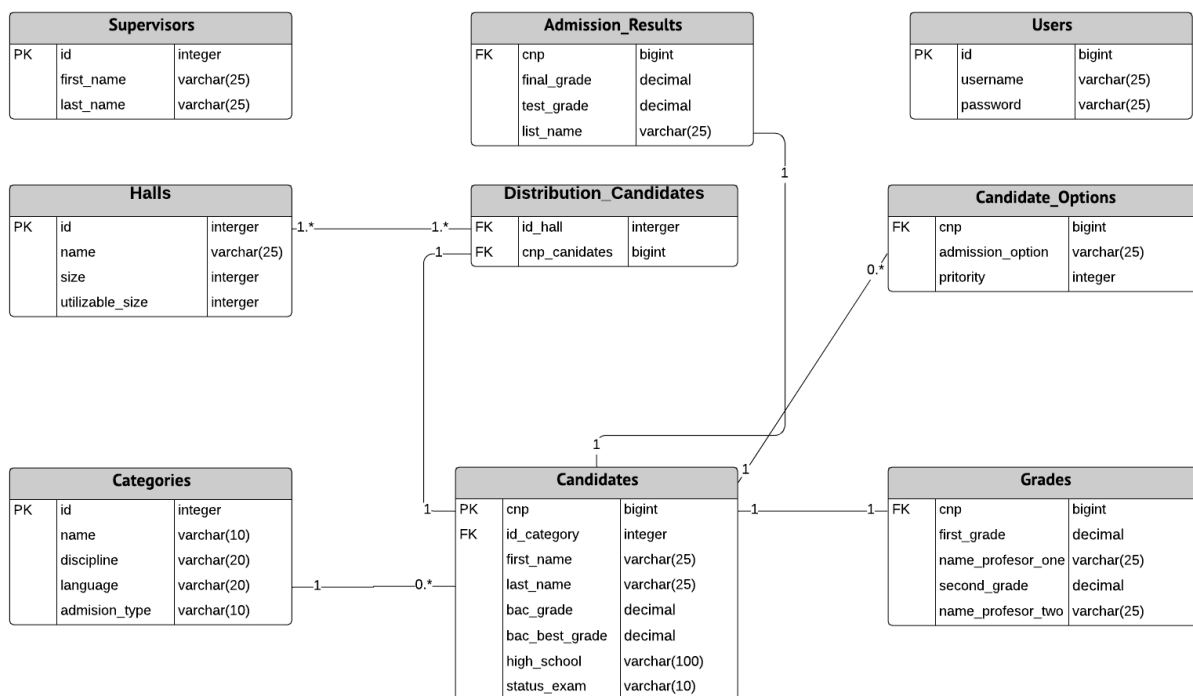 Supervisors
PK id integer
first_name varchar(25)
last_name varchar(25)
Admission_Results
FK cnp bigint
final_grade decimal
test_grade decimal
list_name varchar(25)
Users
PK id bigint
username varchar(25)
password varchar(25)
Halls
PK id interger
name varchar(25)
size interger
utilizable_size interger
1.*
1.*
Distribution_Candidates
FK id_hall interger
FK cnp_canidates bigint
1
1
Candidate_Options
FK cnp bigint
admission_option varchar(25)
pritority integer
0.*
1
1
Categories
PK id integer
name varchar(10)
discipline varchar(20)
language varchar(20)
admision_type varchar(10)
1
0.*
1
Candidates
PK cnp bigint
FK id_category integer
first_name varchar(25)
last_name varchar(25)
bac_grade decimal
bac_best_grade decimal
high_school varchar(100)
status_exam varchar(10)
1
1
Grades
FK cnp bigint
first_grade decimal
name_profesor_one varchar(25)
second_grade decimal
name_profesor_two varchar(25)